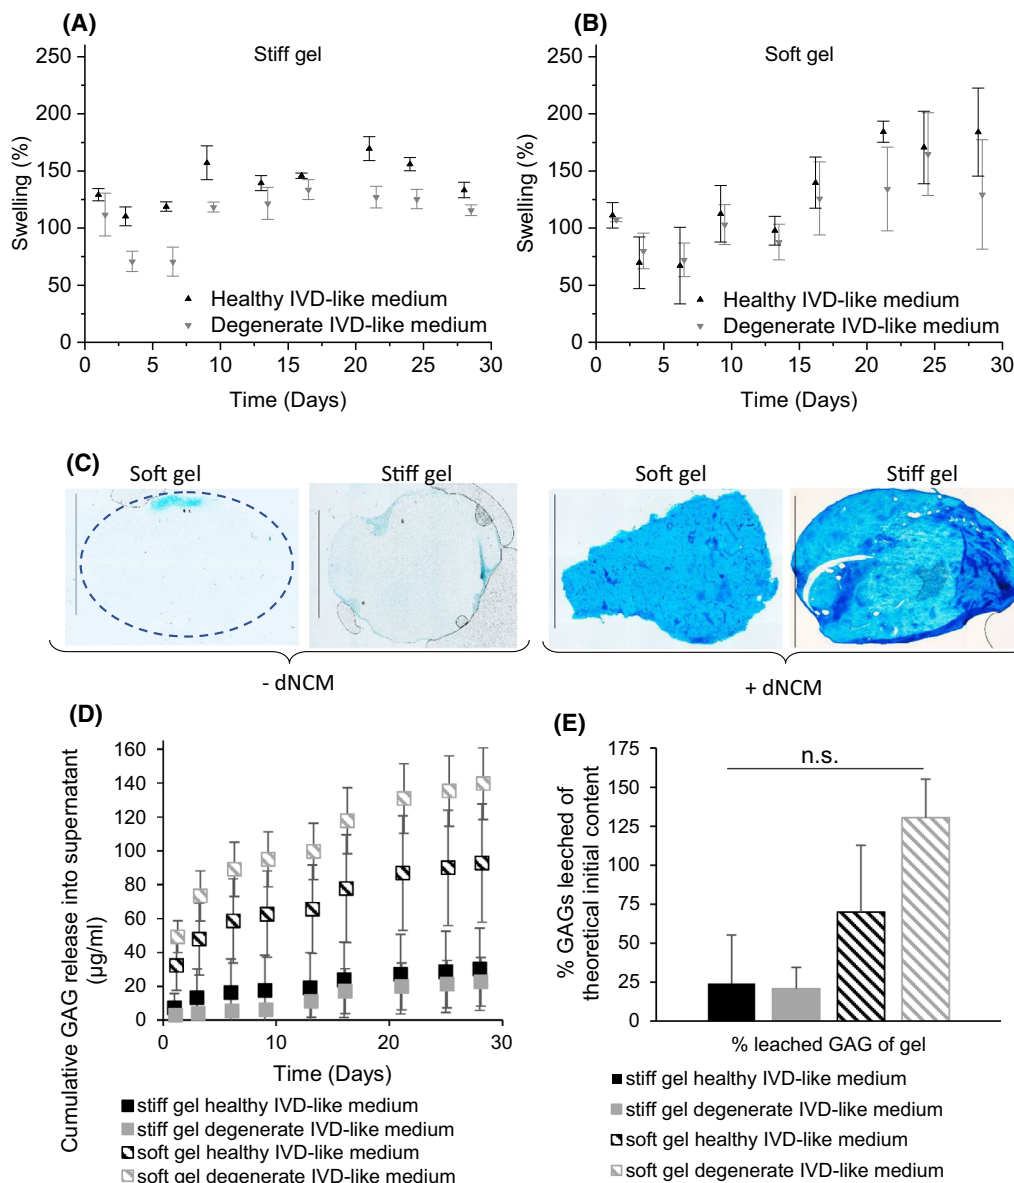 (A)
Stiff gel
Swelling (%)
250
200
150
100
50
0
0 5 10 15 20 25 30
Time (Days)
Healthy IVD-like medium
Degenerate IVD-like medium
(B)
Soft gel
Swelling (%)
250
200
150
100
50
0
0 5 10 15 20 25 30
Time (Days)
Healthy IVD-like medium
Degenerate IVD-like medium
(C)
Soft gel
Stiff gel
Soft gel
Stiff gel
- dNCM
+ dNCM
(D)
Cumulative GAG release into supernatant
(µg/ml)
160
140
120
100
80
60
40
20
0
0 10 20 30
Time (Days)
stiff gel healthy IVD-like medium
stiff gel degenerate IVD-like medium
soft gel healthy IVD-like medium
soft gel degenerate IVD-like medium
(E)
% GAGs leeched of
theoretical initial content
175
150
125
100
75
50
25
0
n.s.
% leached GAG of gel
stiff gel healthy IVD-like medium
stiff gel degenerate IVD-like medium
soft gel healthy IVD-like medium
soft gel degenerate IVD-like medium